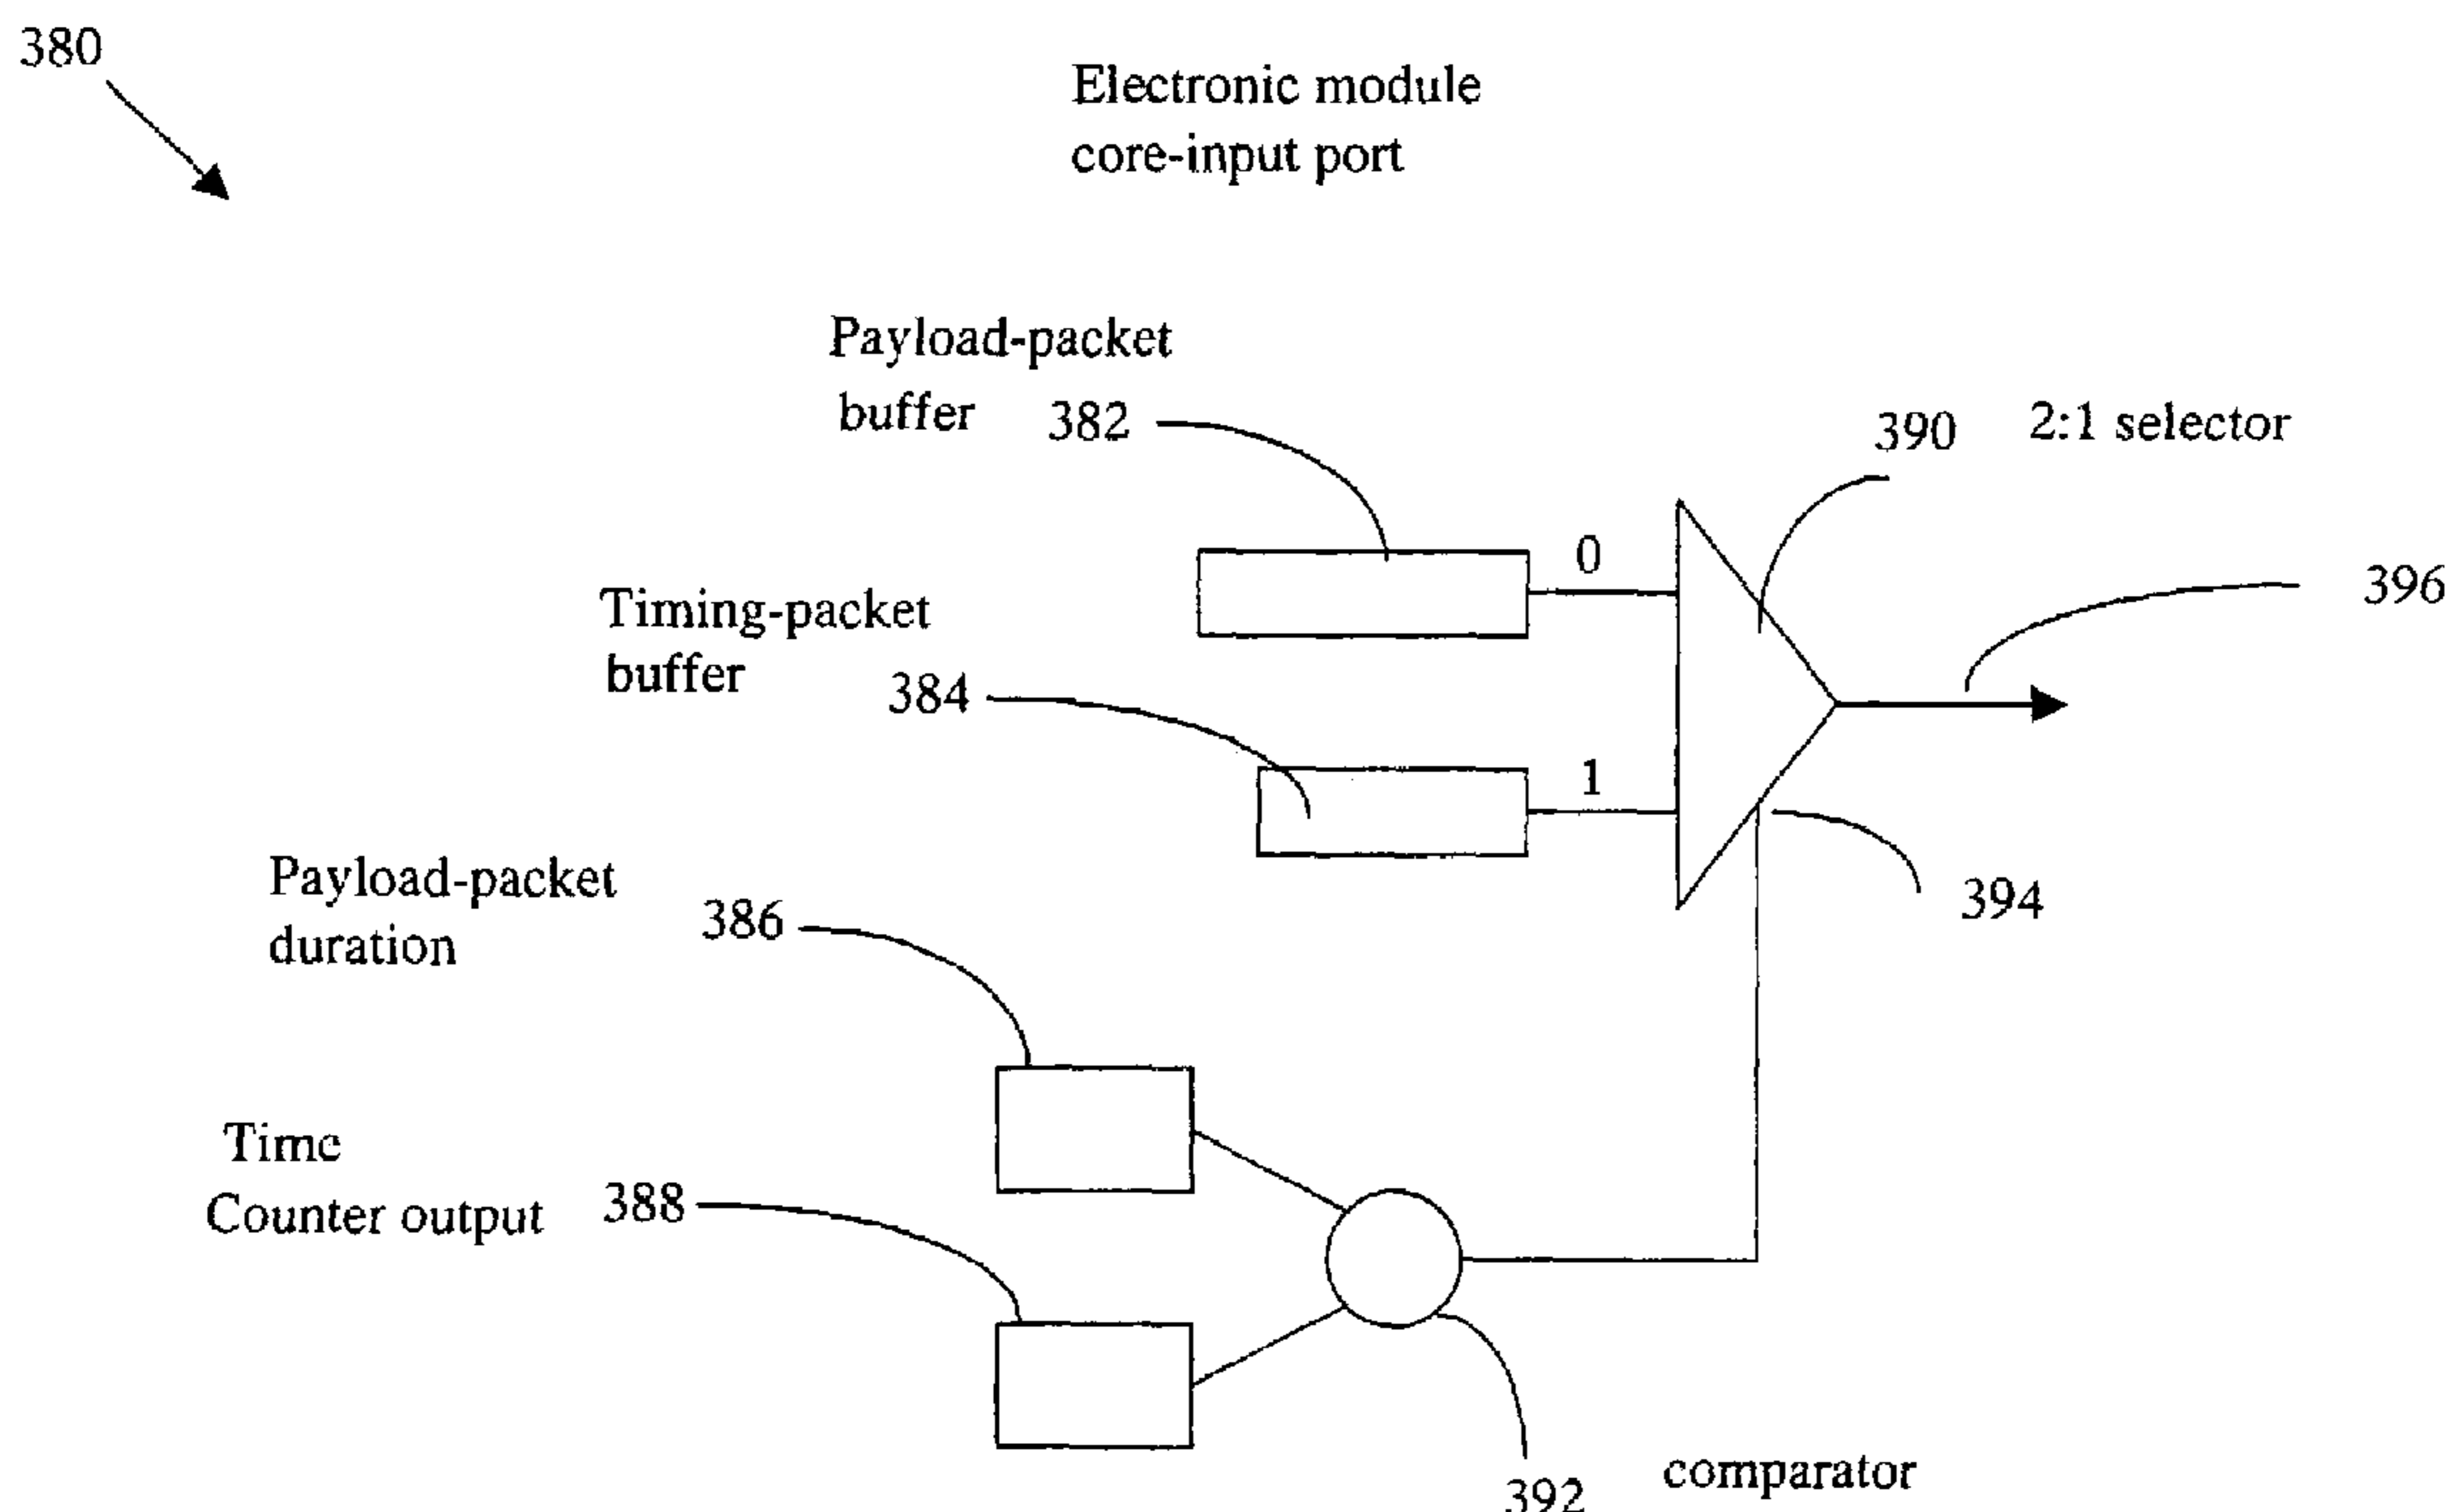 380
Electronic module
core-input port
Payload-packet
buffer 382
390 2:1 selector
0
396
Timing-packet
buffer 384
1
394
Payload-packet
duration 386
Time
Counter output 388
392 comparator